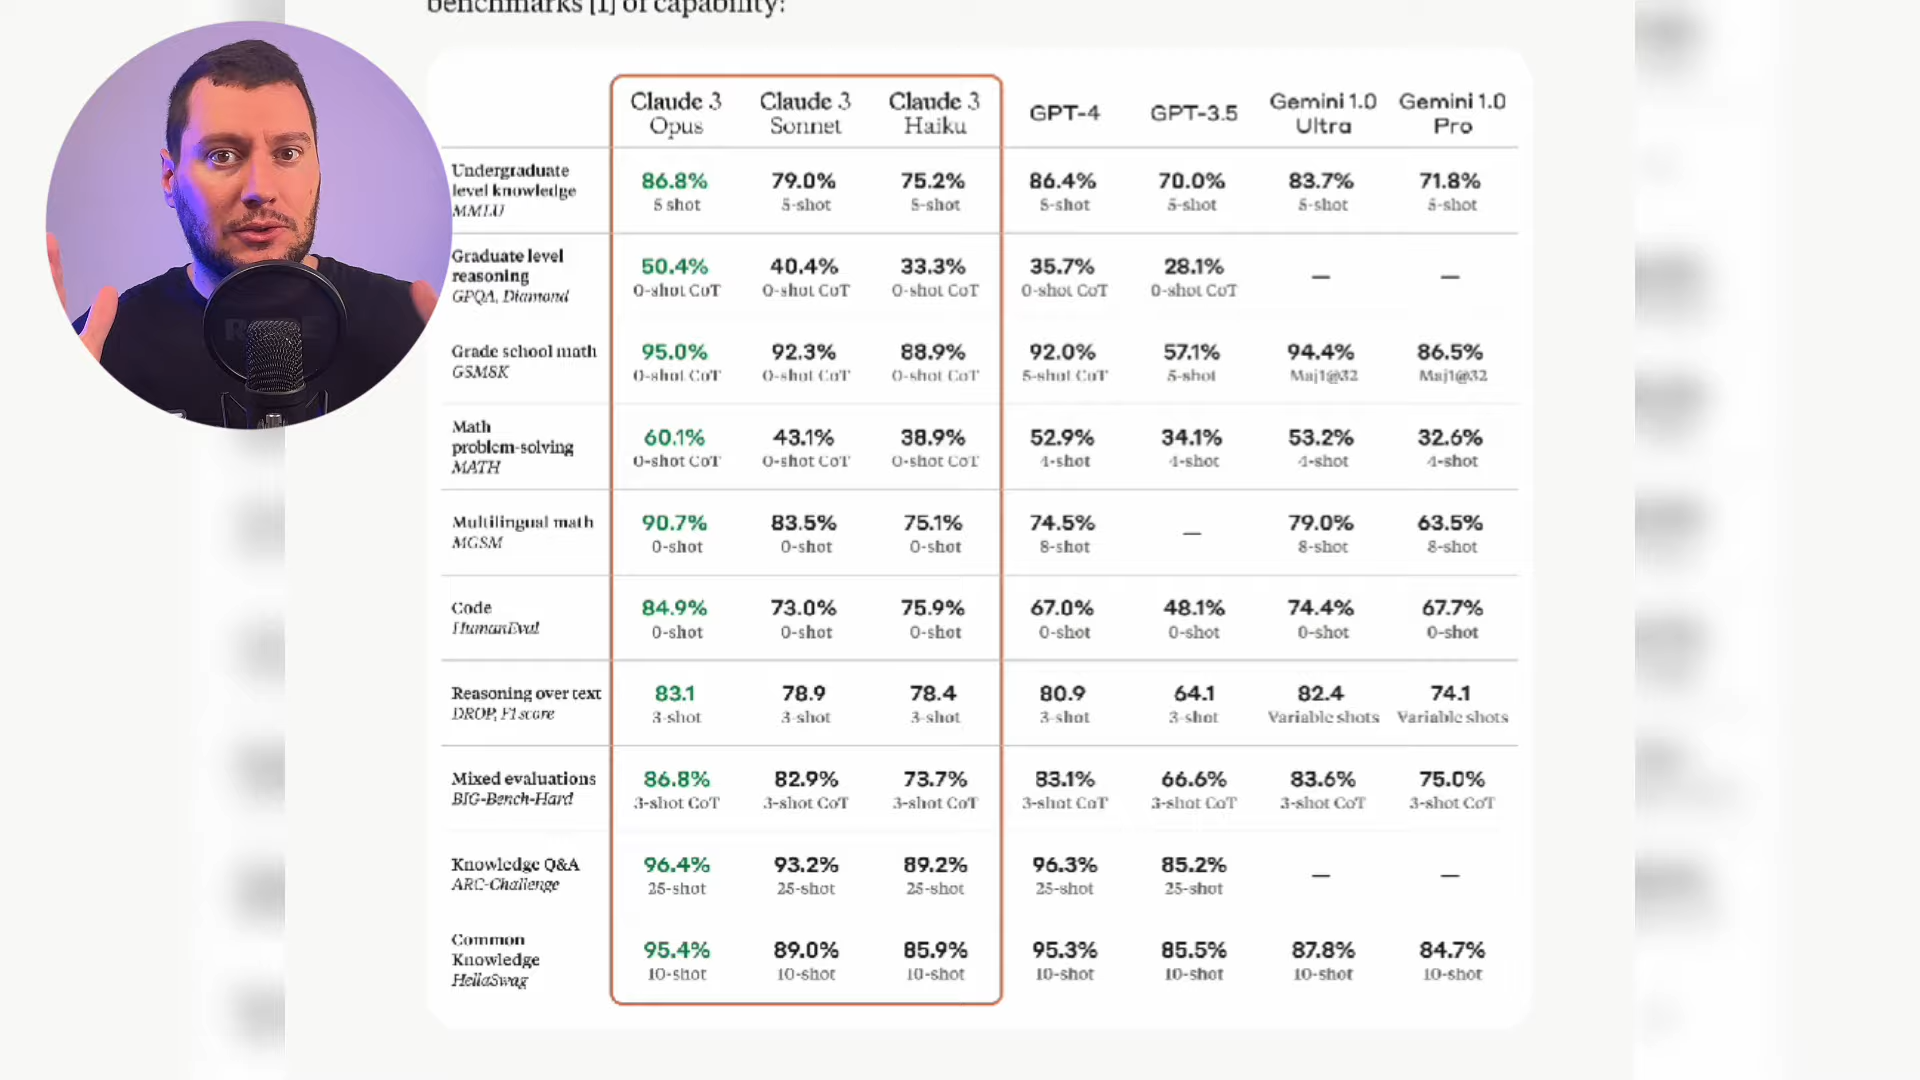 benchmarks [1] of capability:
Claude 3 Opus
Claude 3 Sonnet
Claude 3 Haiku
GPT-4
GPT-3.5
Gemini 1.0 Ultra
Gemini 1.0 Pro
Undergraduate level knowledge MMLU
86.8% 79.0% 75.2% 86.4% 70.0% 83.7% 71.8%
5 shot 5-shot 5-shot 5-shot 5-shot 5-shot 5-shot
Graduate level reasoning GPQA, Diamond
50.4% 40.4% 33.3% 35.7% 28.1% — —
0-shot CoT 0-shot CoT 0-shot CoT 0-shot CoT 0-shot CoT
Grade school math GSM8K
95.0% 92.3% 88.9% 92.0% 57.1% 94.4% 86.5%
0-shot CoT 0-shot CoT 0-shot CoT 5-shot CoT 5-shot Maj1@32 Maj1@32
Math problem-solving MATH
60.1% 43.1% 38.9% 52.9% 34.1% 53.2% 32.6%
0-shot CoT 0-shot CoT 0-shot CoT 4-shot 4-shot 4-shot 4-shot
Multilingual math MGSM
90.7% 83.5% 75.1% 74.5% — 79.0% 63.5%
0-shot 0-shot 0-shot 8-shot 8-shot 8-shot
Code HumanEval
84.9% 73.0% 75.9% 67.0% 48.1% 74.4% 67.7%
0-shot 0-shot 0-shot 0-shot 0-shot 0-shot 0-shot
Reasoning over text DROP, F1 score
83.1 78.9 78.4 80.9 64.1 82.4 74.1
3-shot 3-shot 3-shot 3-shot 3-shot Variable shots Variable shots
Mixed evaluations BIG-Bench-Hard
86.8% 82.9% 73.7% 83.1% 66.6% 83.6% 75.0%
3-shot CoT 3-shot CoT 3-shot CoT 3-shot CoT 3-shot CoT 3-shot CoT 3-shot CoT
Knowledge Q&A ARC-Challenge
96.4% 93.2% 89.2% 96.3% 85.2% — —
25-shot 25-shot 25-shot 25-shot 25-shot
Common Knowledge HellaSwag
95.4% 89.0% 85.9% 95.3% 85.5% 87.8% 84.7%
10-shot 10-shot 10-shot 10-shot 10-shot 10-shot 10-shot